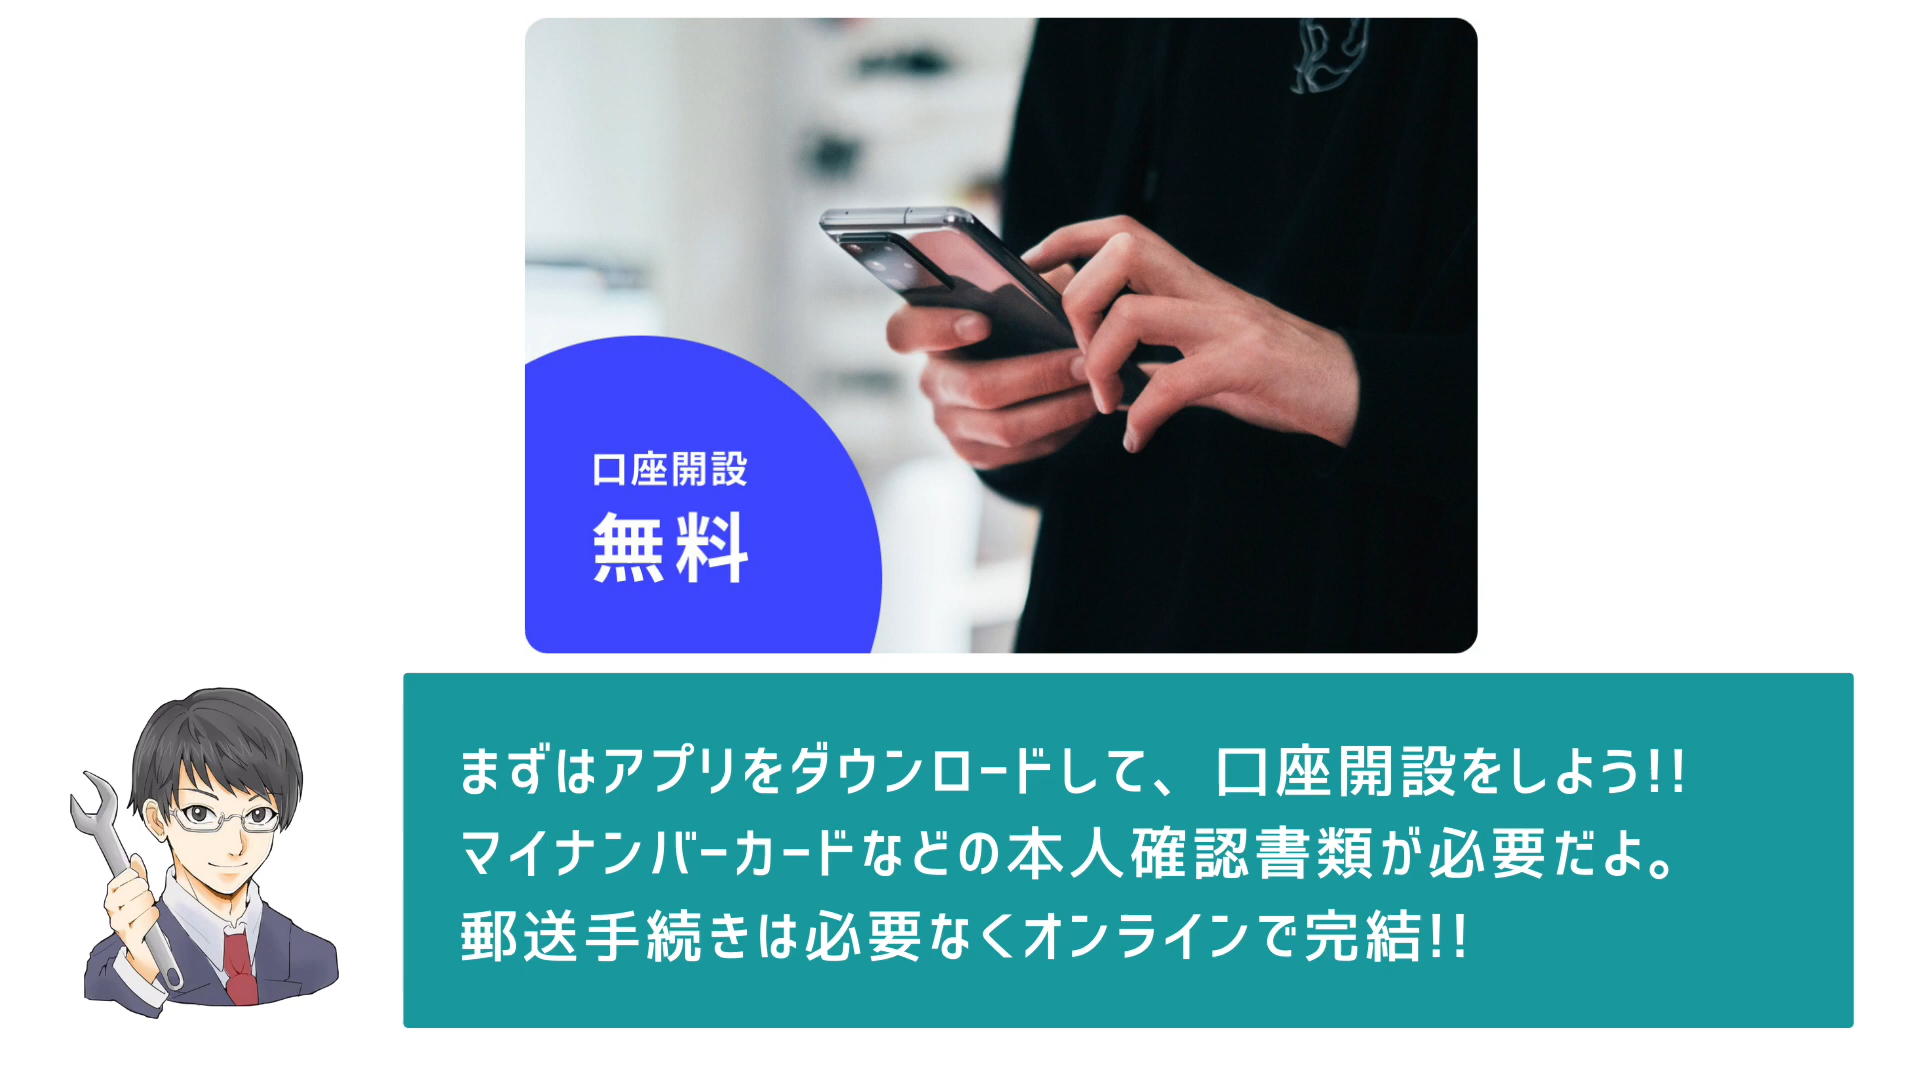 口座開設
無料
まずはアプリをダウンロードして、口座開設をしよう!!
マイナンバーカードなどの本人確認書類が必要だよ。
郵送手続きは必要なくオンラインで完結!!